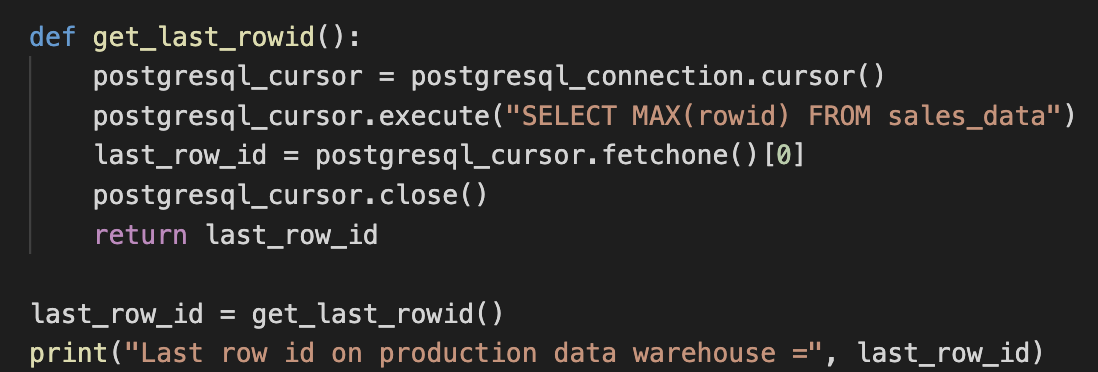 def get_last_rowid():
    postgresql_cursor = postgresql_connection.cursor()
    postgresql_cursor.execute("SELECT MAX(rowid) FROM sales_data")
    last_row_id = postgresql_cursor.fetchone()[0]
    postgresql_cursor.close()
    return last_row_id

last_row_id = get_last_rowid()
print("Last row id on production data warehouse =", last_row_id)